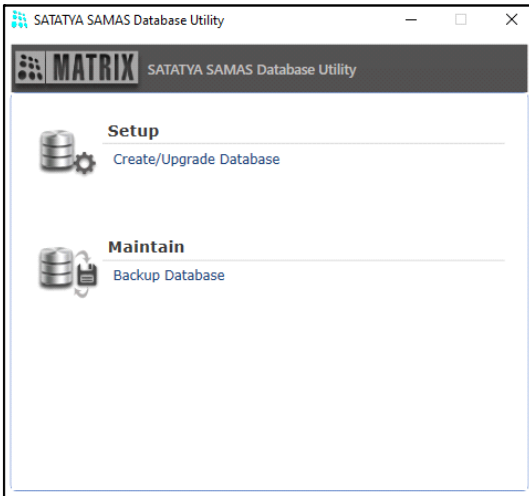 SATATYA SAMAS Database Utility
MATRIX SATATYA SAMAS Database Utility
Setup
Create/Upgrade Database
Maintain
Backup Database